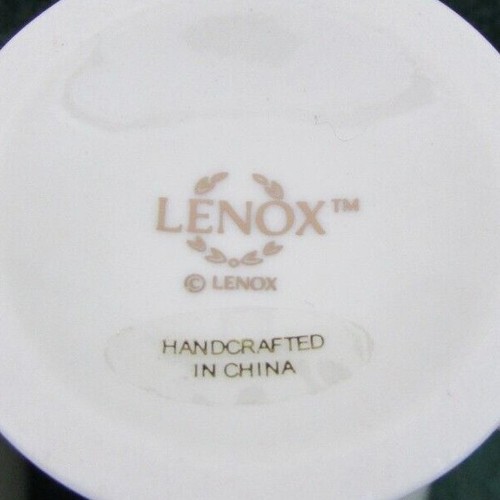 LENOX™
© LENOX
HANDCRAFTED
IN CHINA